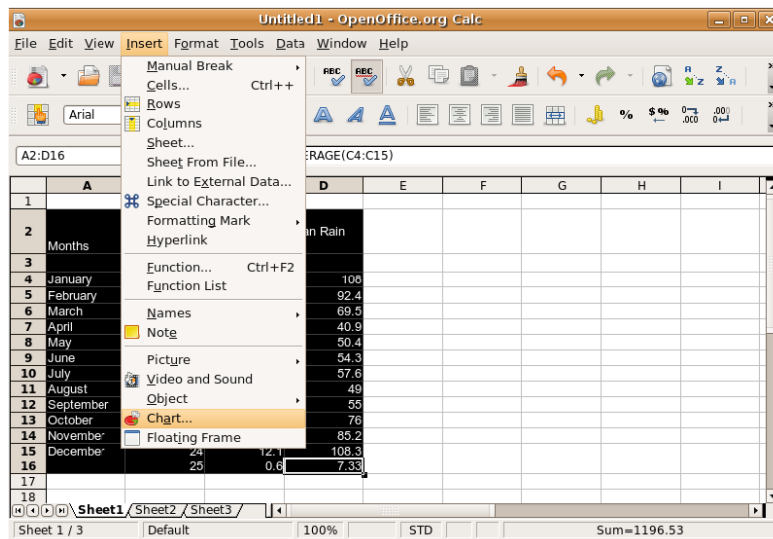 Untitled1 - OpenOffice.org Calc
File Edit View Insert Format Tools Data Window Help
Manual Break
Cells... Ctrl++
Rows
Columns
Sheet...
Sheet From File...
Link to External Data...
Special Character...
Formatting Mark
Hyperlink
Function... Ctrl+F2
Function List
Names
Note
Picture
Video and Sound
Object
Chart...
Floating Frame
ABC ABC
Arial
A2:D16 ERAGE(C4:C15)
A D E F G H I
1
2 Months an Rain
3
4 January 108
5 February 92.4
6 March 69.5
7 April 40.9
8 May 50.4
9 June 54.3
10 July 57.6
11 August 49
12 September 55
13 October 76
14 November 85.2
15 December 24 12.1 108.3
16 25 0.6 7.33
17
18
Sheet1 Sheet2 Sheet3
Sheet 1 / 3 Default 100% STD Sum=1196.53